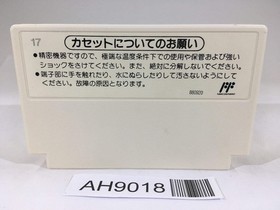 17
カセットについてのお願い
●精密機器ですので、極端な温度条件下での使用や保管および強い
ショックをさけてください。また、絶対に分解しないでください。
●端子部に手を触れたり、水にぬらしたりして汚さないようにして
ください。故障の原因となります。
AH9018